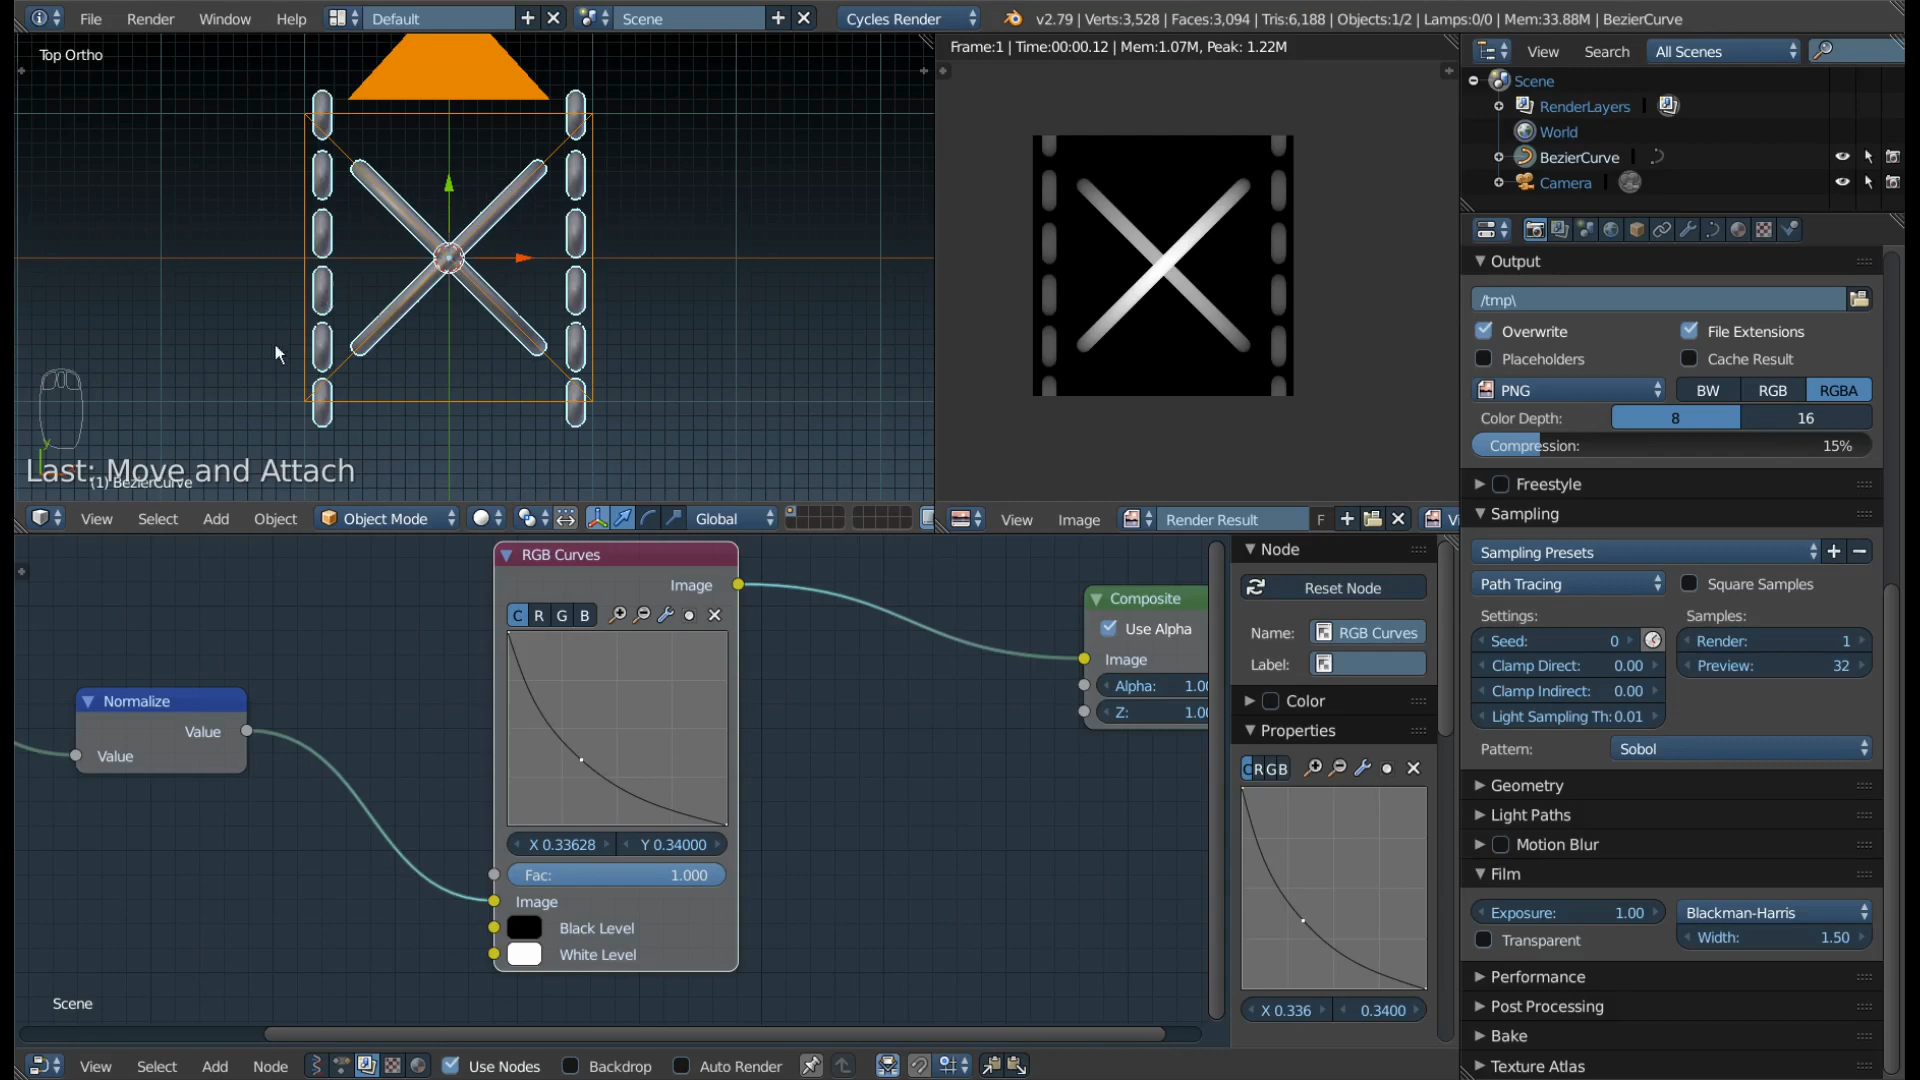 File Render Window Help Default Scene Cycles Render v2.79 | Verts:3,528 | Faces:3,094 | Tris:6,188 | Objects:1/2 | Lamps:0/0 | Mem:33.88M | BezierCurve
Top Ortho
Frame:1 | Time:00:00.12 | Mem:1.07M, Peak: 1.22M
View Search All Scenes
Scene
RenderLayers
World
BezierCurve
Camera
Output
/tmp\
Overwrite File Extensions
Placeholders Cache Result
PNG BW RGB RGBA
Color Depth: 8 16
Compression: 15%
Freestyle
Sampling
Sampling Presets
Path Tracing Square Samples
Settings: Samples:
Seed: 0 Render: 1
Clamp Direct: 0.00 Preview: 32
Clamp Indirect: 0.00
Light Sampling Th: 0.01
Pattern: Sobol
Geometry
Light Paths
Motion Blur
Film
Exposure: 1.00 Blackman-Harris
Transparent Width: 1.50
Performance
Post Processing
Bake
Texture Atlas
y
Last: Move and Attach
(1) BezierCurve
View Select Add Object Object Mode Global
View Image Render Result F
Normalize
Value
Value
RGB Curves
Image
C R G B
X 0.33628 Y 0.34000
Fac: 1.000
Image
Black Level
White Level
Composite
Use Alpha
Image
Alpha: 1.00
Z: 1.00
Node
Reset Node
Name: RGB Curves
Label:
Color
Properties
C R G B
X 0.336 0.3400
Scene
View Select Add Node Use Nodes Backdrop Auto Render